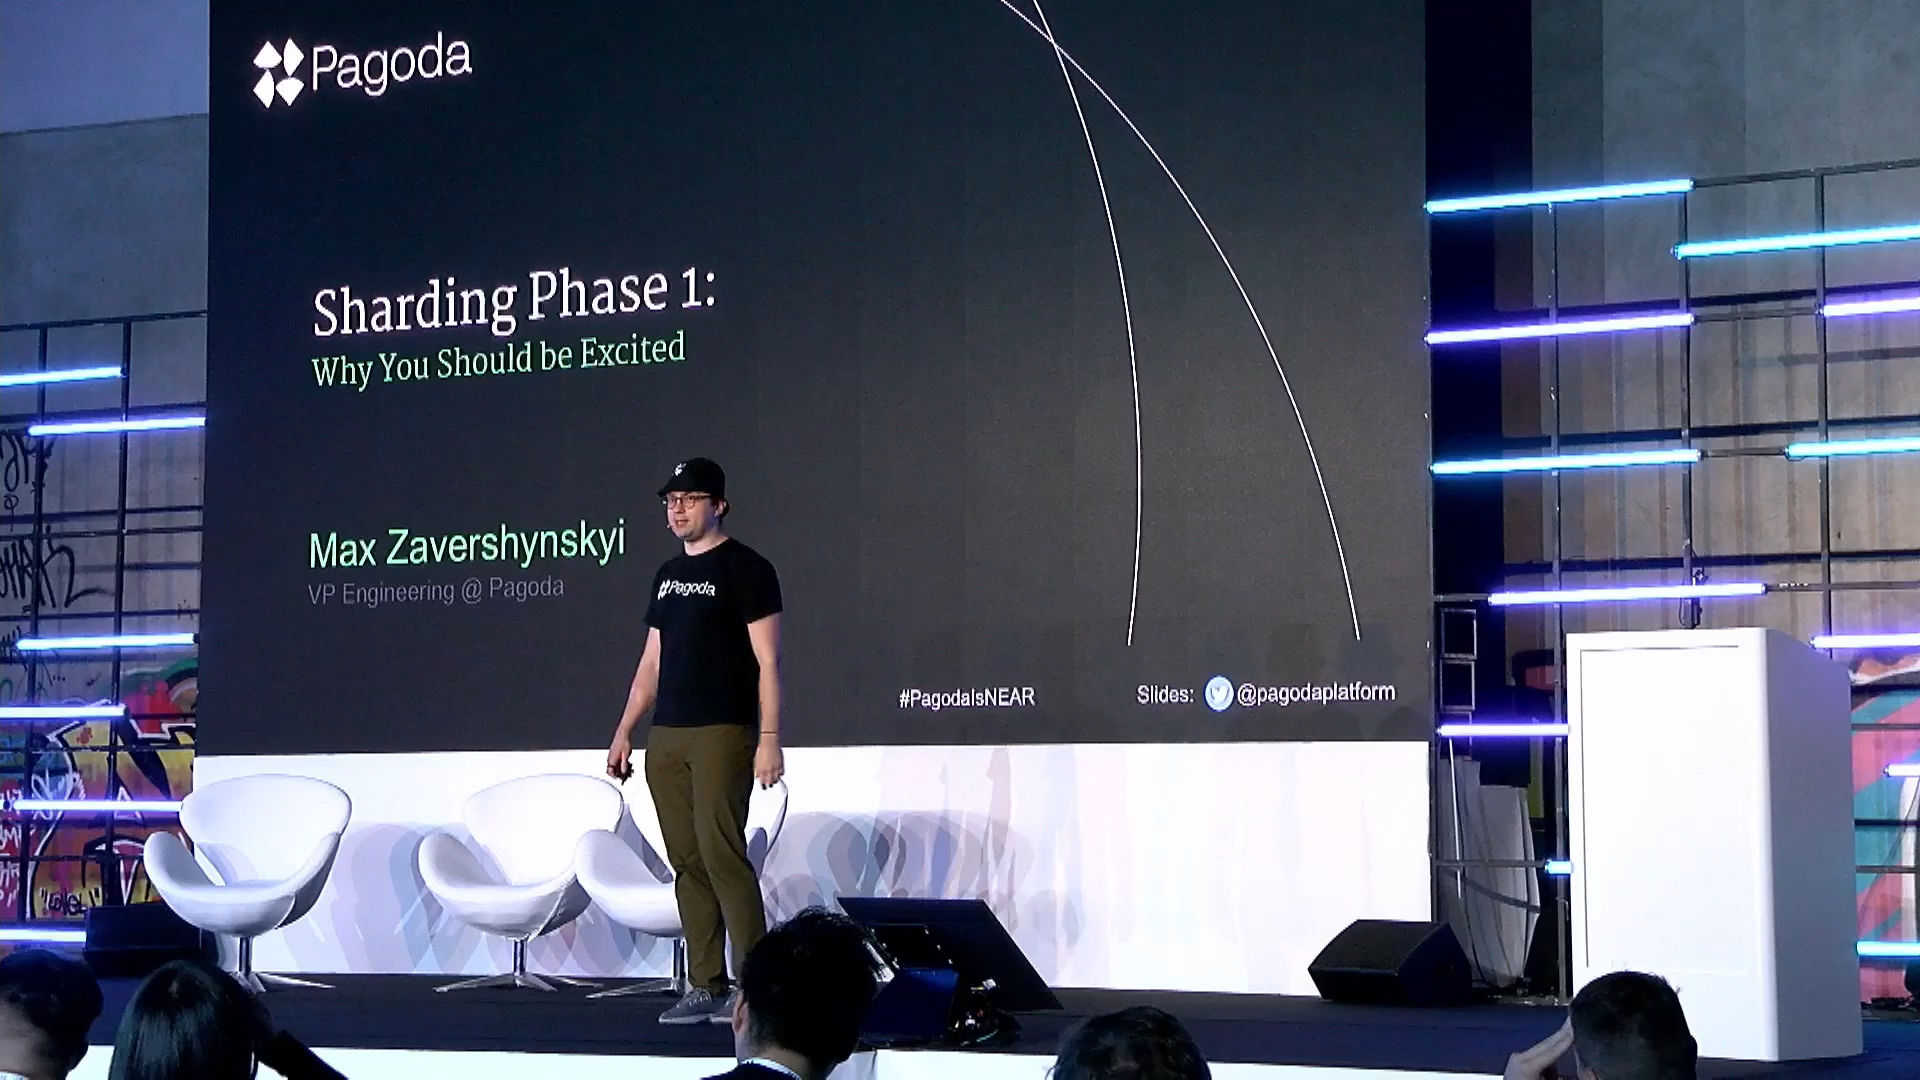 Pagoda
Sharding Phase 1:
Why You Should be Excited
Max Zavershynskyi
VP Engineering @ Pagoda
Pagoda
#PagodaIsNEAR
Slides: @pagodaplatform